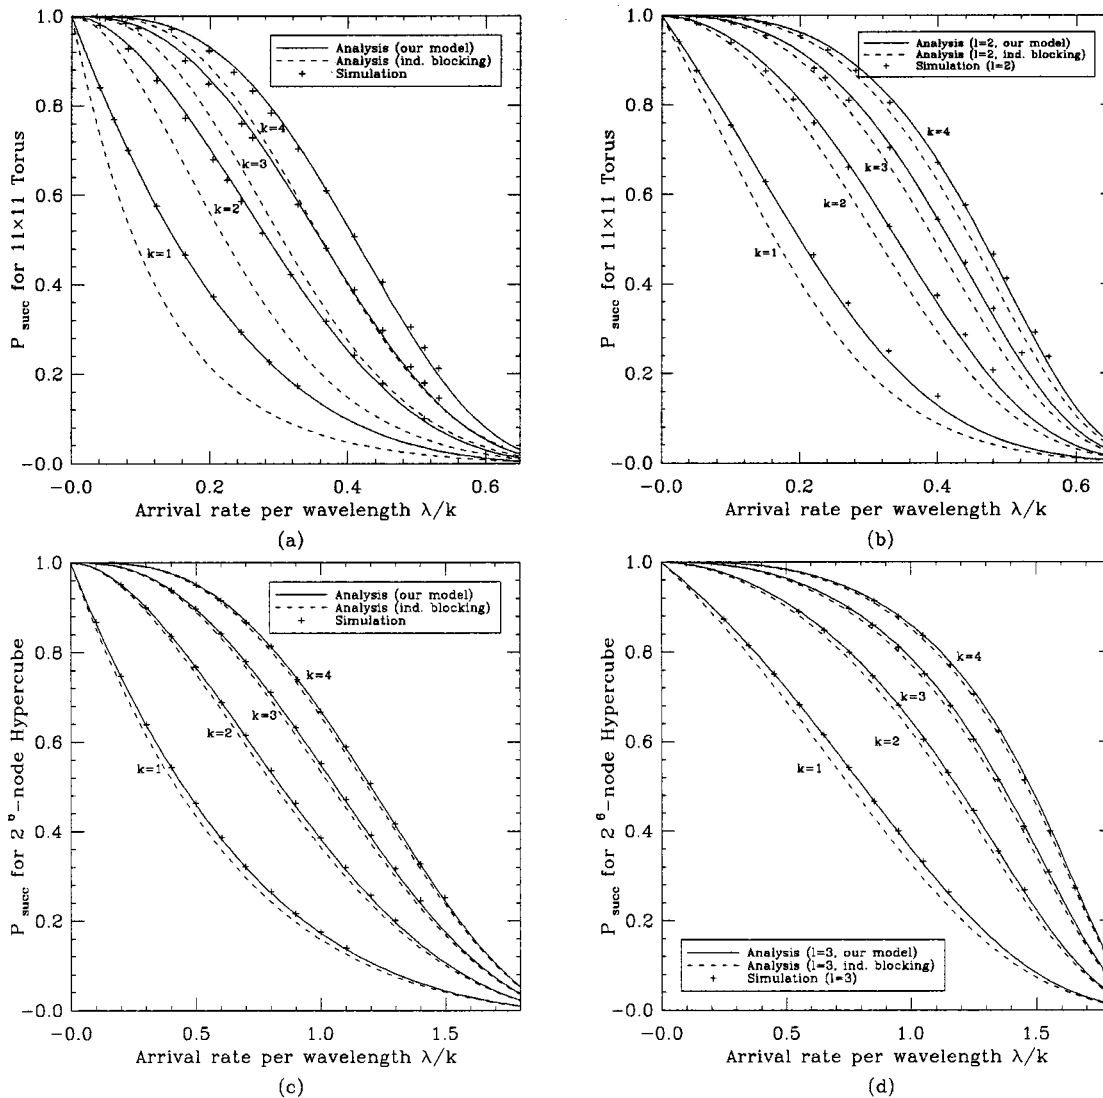 1.0
0.8
0.6
0.4
0.2
-0.0
P succ for 11×11 Torus
Analysis (our model)
Analysis (ind. blocking)
Simulation
k=4
k=3
k=2
k=1
-0.0
0.2
0.4
0.6
Arrival rate per wavelength λ/k
(a)
1.0
0.8
0.6
0.4
0.2
-0.0
P succ for 11×11 Torus
Analysis (l=2, our model)
Analysis (l=2, ind. blocking)
Simulation (l=2)
k=4
k=3
k=2
k=1
-0.0
0.2
0.4
0.6
Arrival rate per wavelength λ/k
(b)
1.0
0.8
0.6
0.4
0.2
-0.0
P succ for 2⁶-node Hypercube
Analysis (our model)
Analysis (ind. blocking)
Simulation
k=4
k=3
k=2
k=1
-0.0
0.5
1.0
1.5
Arrival rate per wavelength λ/k
(c)
1.0
0.8
0.6
0.4
0.2
-0.0
P succ for 2⁶-node Hypercube
k=4
k=3
k=2
k=1
Analysis (l=3, our model)
Analysis (l=3, ind. blocking)
Simulation (l=3)
-0.0
0.5
1.0
1.5
Arrival rate per wavelength λ/k
(d)